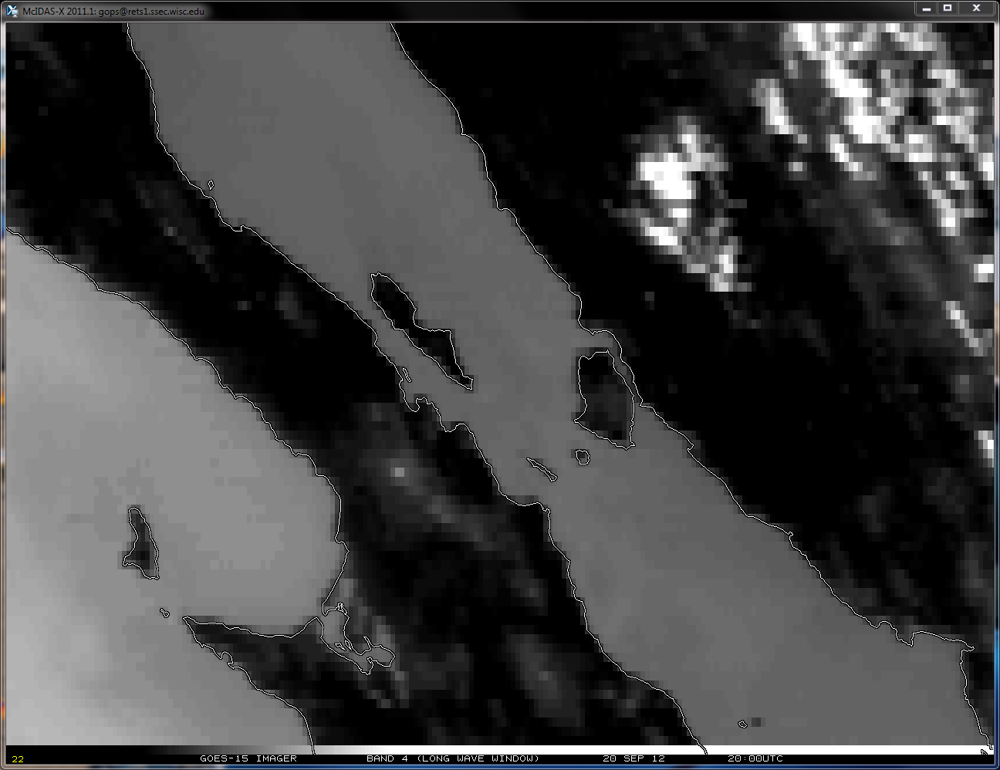 McIDAS-X 2011.1: gops@rets1.ssec.wisc.edu
22 GOES-15 IMAGER BAND 4 (LONG WAVE WINDOW) 20 SEP 12 20:00UTC